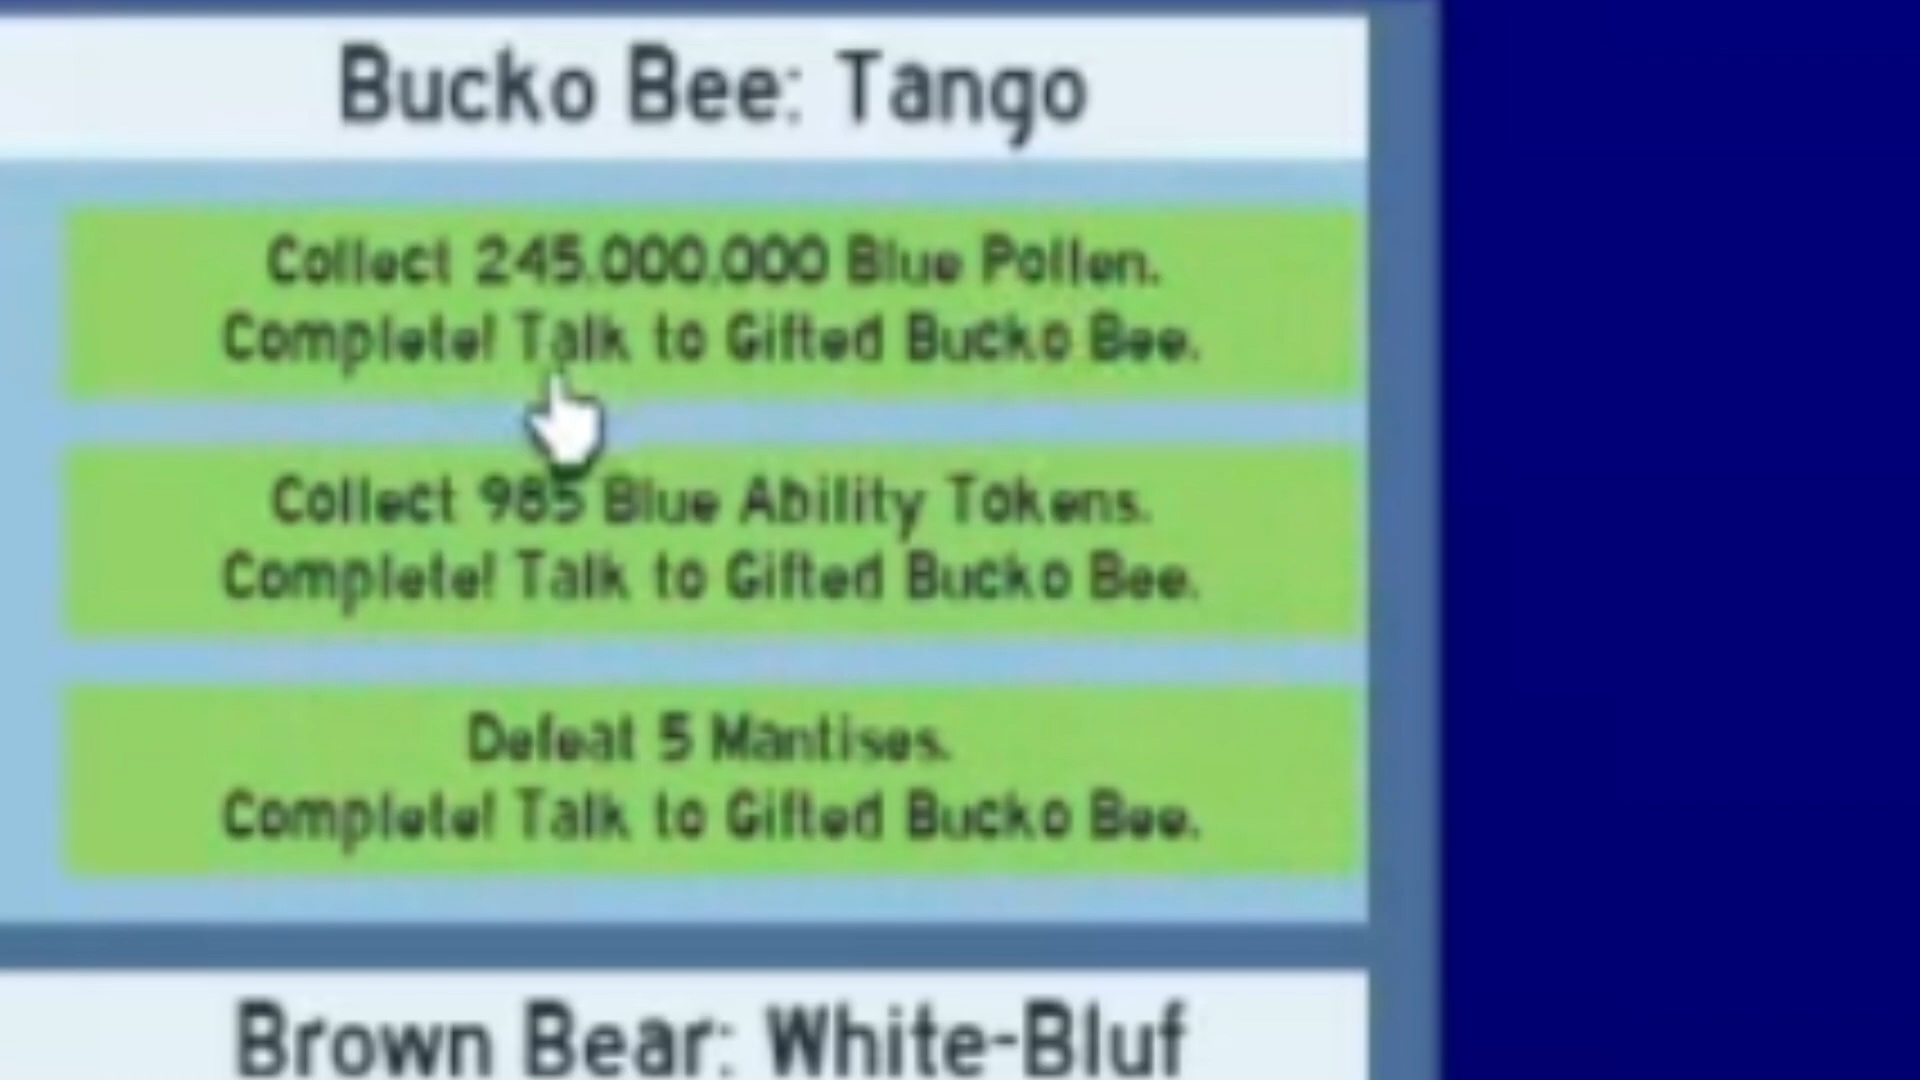 Bucko Bee: Tango
Collect 245,000,000 Blue Pollen.
Complete! Talk to Gifted Bucko Bee.
Collect 985 Blue Ability Tokens.
Complete! Talk to Gifted Bucko Bee.
Defeat 5 Mantises.
Complete! Talk to Gifted Bucko Bee.
Brown Bear: White-Bluf